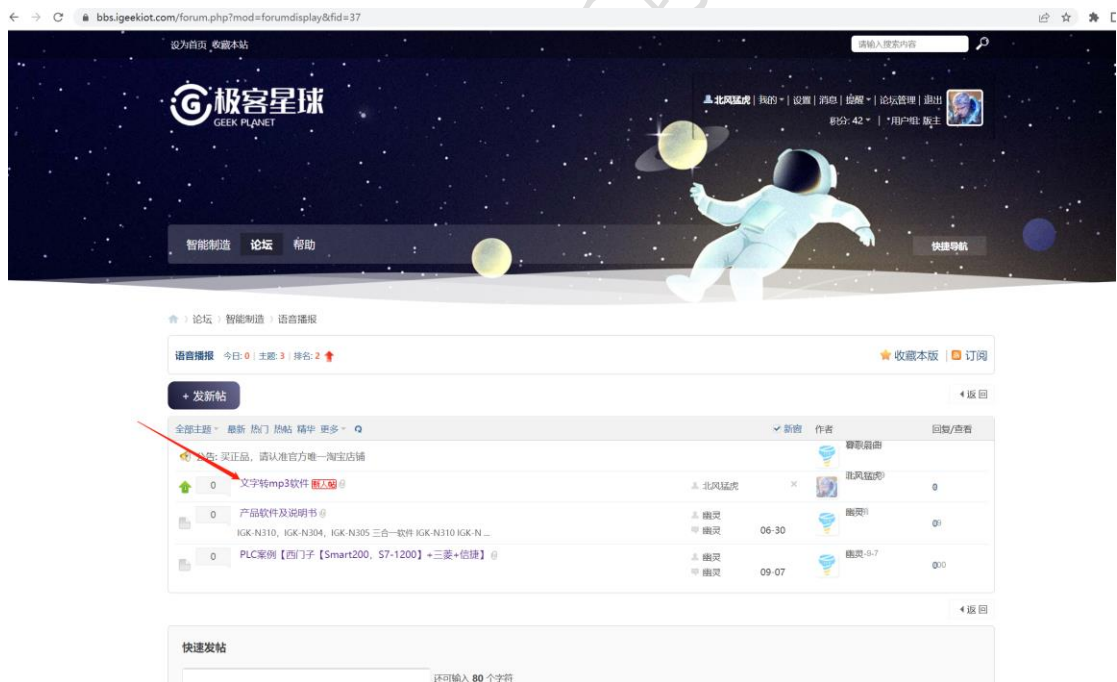 bbs.igeekiot.com/forum.php?mod=forumdisplay&fid=37
设为首页 收藏本站
请输入搜索内容
极客星球
GEEK PLANET
北风猛虎 | 我的 | 设置 | 消息 | 提醒 | 论坛管理 | 退出
积分: 42 | 用户组: 版主
智能制造 论坛 帮助
快捷导航
论坛 › 智能制造 › 语音播报
语音播报 今日: 0 | 主题: 3 | 排名: 2
收藏本版 | 订阅
+ 发新帖
返回
全部主题 最新 热门 热帖 精华 更多
新窗 作者 回复/查看
公告: 买正品，请认准官方唯一淘宝店铺
0 文字转mp3软件
北风猛虎 北风猛虎 0
0 产品软件及说明书
幽灵 幽灵
IGK-N310，IGK-N304，IGK-N305 三合一软件 IGK-N310 IGK-N ...
幽灵 06-30
0 PLC案例【西门子【Smart200，S7-1200】+三菱+信捷】
幽灵 幽灵
幽灵 09-07
返回
快速发帖
还可输入 80 个字符